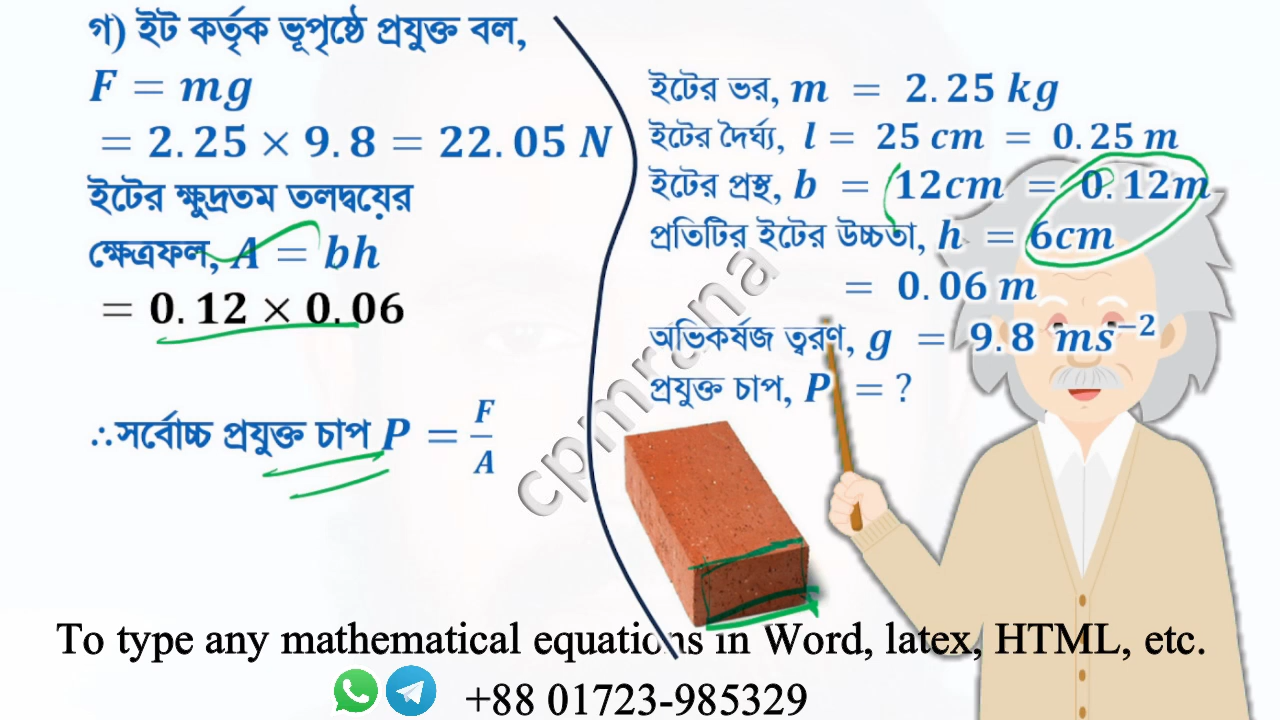 গ) ইট কর্তৃক ভূপৃষ্ঠে প্রযুক্ত বল,
F = mg
= 2.25 × 9.8 = 22.05 N
ইটের ক্ষুদ্রতম তলদ্বয়ের
ক্ষেত্রফল, A = bh
= 0.12 × 0.06
∴সর্বোচ্চ প্রযুক্ত চাপ P = F/A
ইটের ভর, m = 2.25 kg
ইটের দৈর্ঘ্য, l = 25 cm = 0.25 m
ইটের প্রস্থ, b = 12cm = 0.12m
প্রতিটির ইটের উচ্চতা, h = 6cm
= 0.06 m
অভিকর্ষজ ত্বরণ, g = 9.8 ms⁻²
প্রযুক্ত চাপ, P = ?
cpmrana
To type any mathematical equations in Word, latex, HTML, etc.
+88 01723-985329